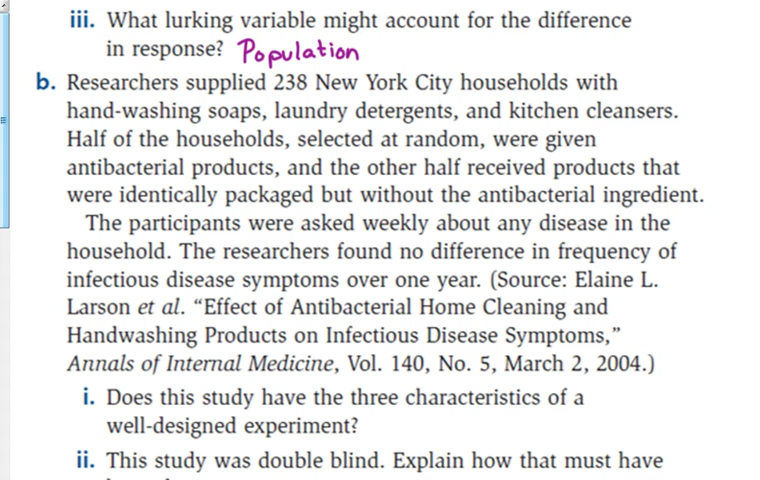 iii. What lurking variable might account for the difference
in response? Population
b. Researchers supplied 238 New York City households with
hand-washing soaps, laundry detergents, and kitchen cleansers.
Half of the households, selected at random, were given
antibacterial products, and the other half received products that
were identically packaged but without the antibacterial ingredient.
The participants were asked weekly about any disease in the
household. The researchers found no difference in frequency of
infectious disease symptoms over one year. (Source: Elaine L.
Larson et al. “Effect of Antibacterial Home Cleaning and
Handwashing Products on Infectious Disease Symptoms,”
Annals of Internal Medicine, Vol. 140, No. 5, March 2, 2004.)
i. Does this study have the three characteristics of a
well-designed experiment?
ii. This study was double blind. Explain how that must have